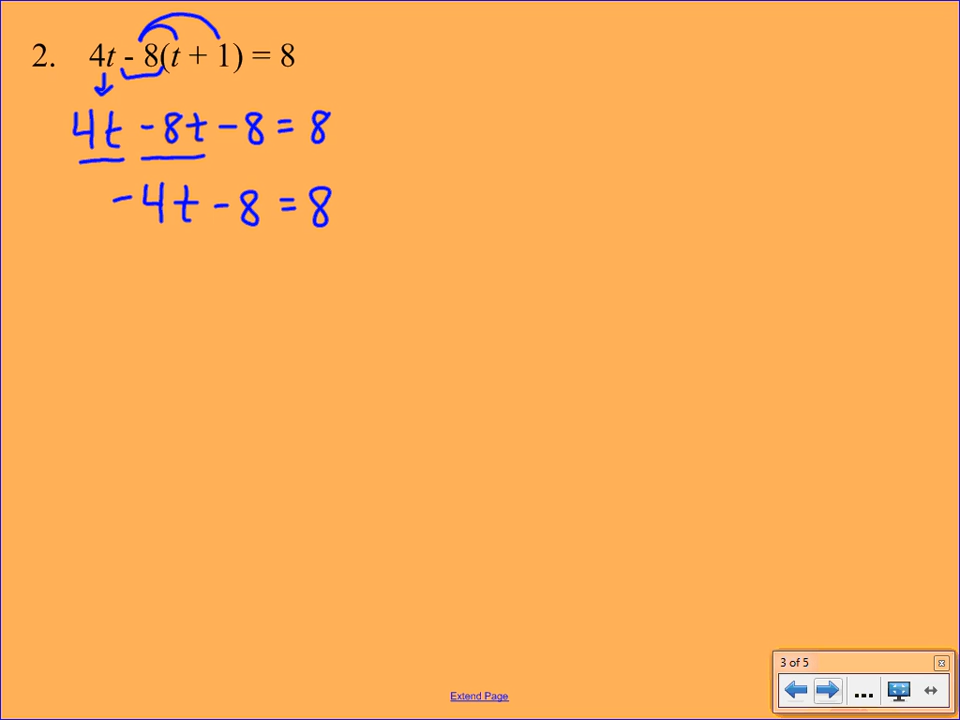 2. 4t - 8(t + 1) = 8
4t - 8t - 8 = 8
- 4t - 8 = 8
3 of 5
Extend Page